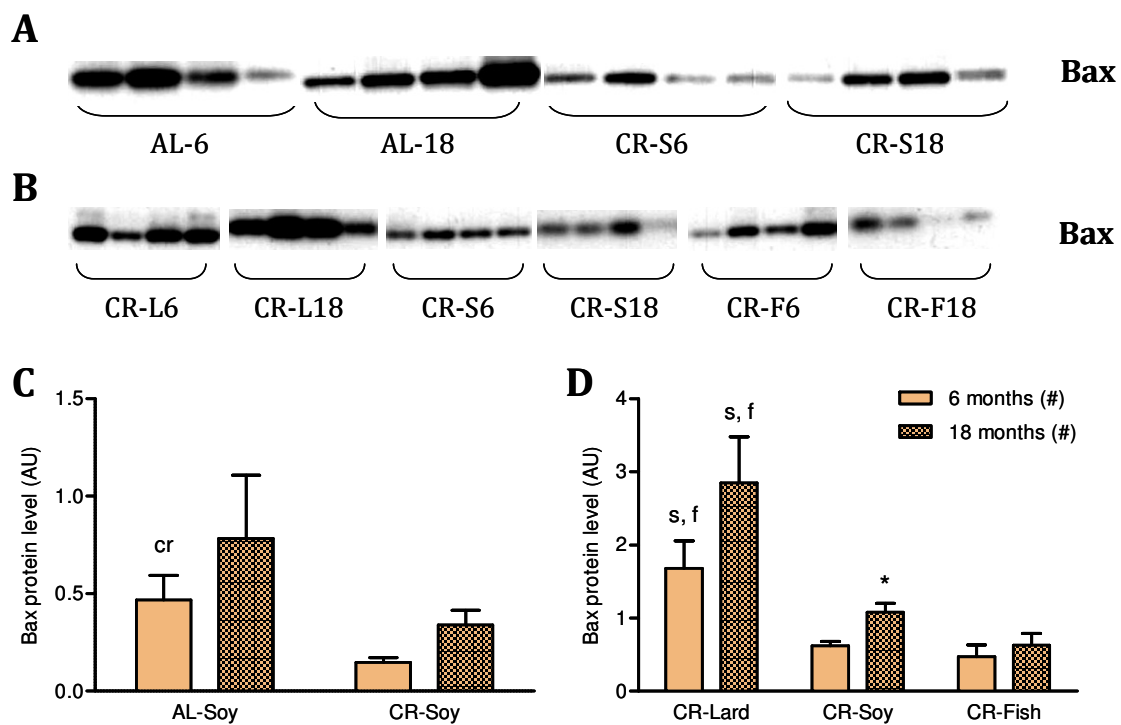 A
Bax
AL-6 AL-18 CR-S6 CR-S18
B
Bax
CR-L6 CR-L18 CR-S6 CR-S18 CR-F6 CR-F18
C
Bax protein level (AU)
1.5
1.0
0.5
0.0
cr
AL-Soy CR-Soy
D
Bax protein level (AU)
4
3
2
1
0
6 months (#)
18 months (#)
s, f
s, f
*
CR-Lard CR-Soy CR-Fish